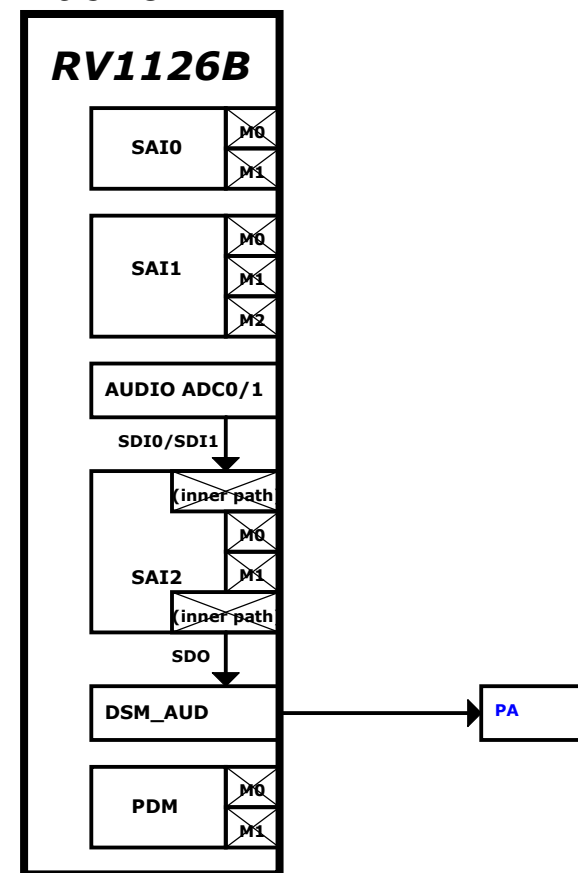 RV1126B
M0
SAI0
M1
M0
SAI1
M1
M2
AUDIO ADC0/1
SDI0/SDI1
(inner path)
M0
SAI2
M1
(inner path)
SDO
DSM_AUD
PA
M0
PDM
M1